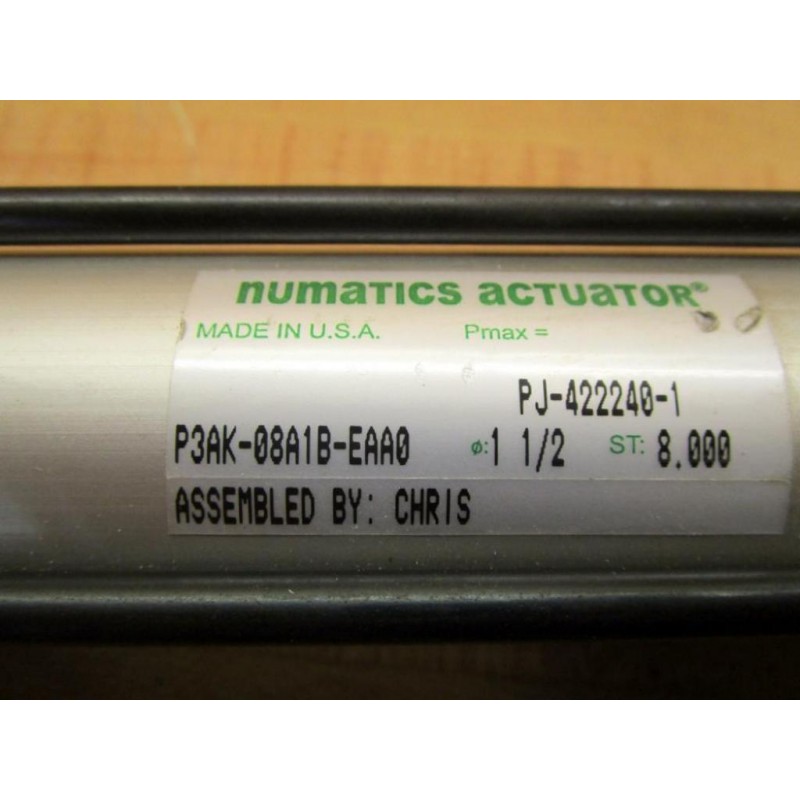 numatics actuator®
MADE IN U.S.A. Pmax =
PJ-422240-1
P3AK-08A1B-EAA0 ø:1 1/2 ST: 8.000
ASSEMBLED BY: CHRIS